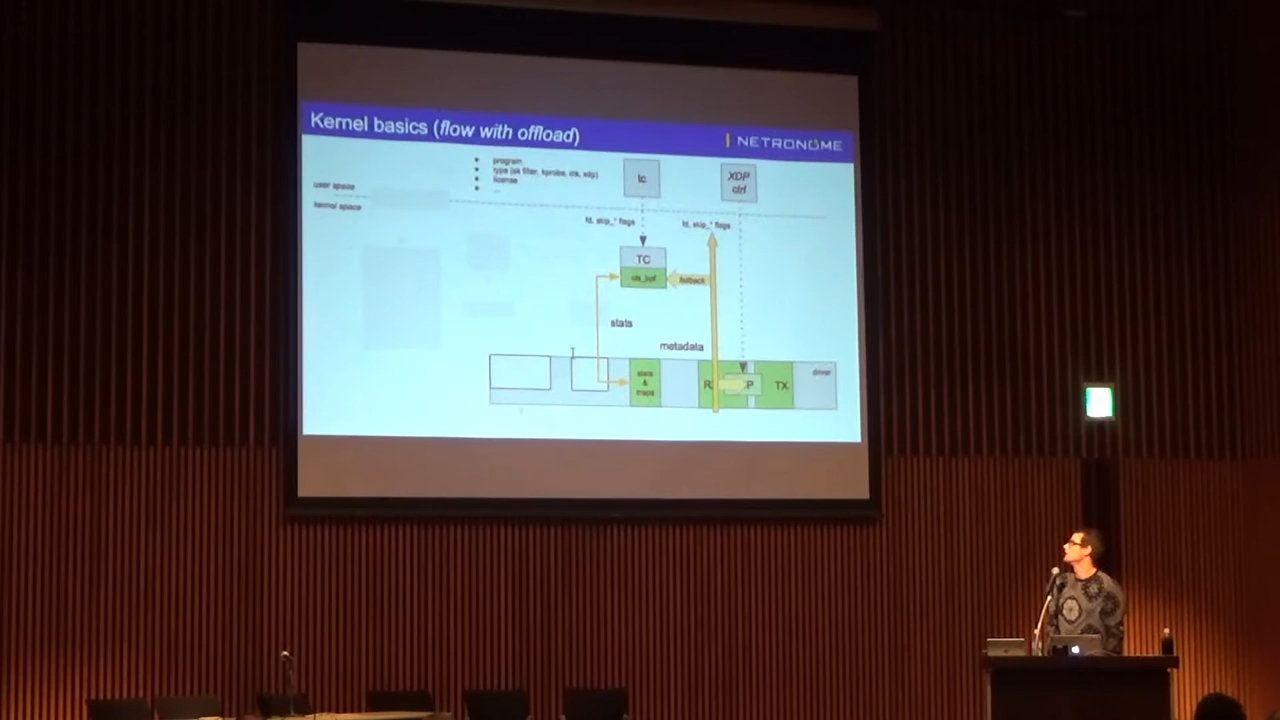 Kernel basics (flow with offload)
NETRONOME
program
type (sk filter, kprobe, cls, xdp)
license
...
tc
XDP
ctrl
user space
kernel space
fd, skip_* flags
fd, skip_* flags
TC
cls_bpf
fallback
stats
metadata
stats
&
maps
R
P
TX
driver